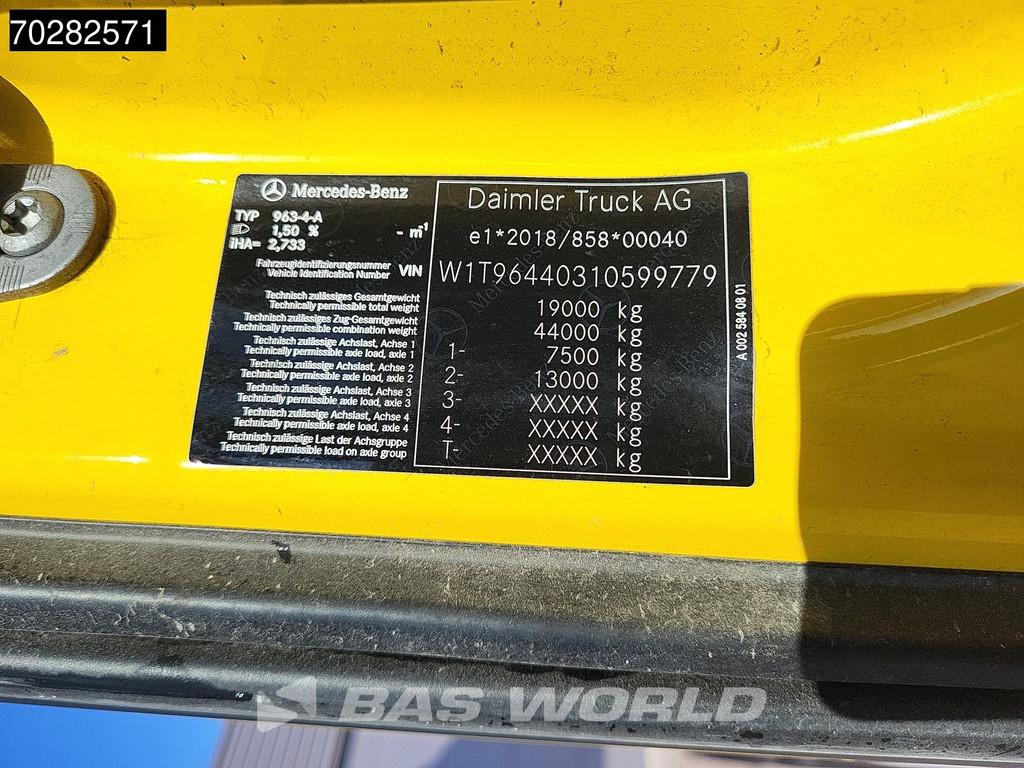 70282571
Mercedes-Benz
TYP 963-4-A
1,50 % - m⁻¹
iHA= 2,733
Fahrzeugidentifizierungsnummer
Vehicle Identification Number VIN
Technisch zulässiges Gesamtgewicht
Technically permissible total weight
Technisch zulässiges Zug-Gesamtgewicht
Technically permissible combination weight
Technisch zulässige Achslast, Achse 1
Technically permissible axle load, axle 1
Technisch zulässige Achslast, Achse 2
Technically permissible axle load, axle 2
Technisch zulässige Achslast, Achse 3
Technically permissible axle load, axle 3
Technisch zulässige Achslast, Achse 4
Technically permissible axle load, axle 4
Technisch zulässige Last der Achsgruppe
Technically permissible load on axle group
Daimler Truck AG
e1*2018/858*00040
W1T96440310599779
19000 kg
44000 kg
1- 7500 kg
2- 13000 kg
3- XXXXX kg
4- XXXXX kg
T- XXXXX kg
A 002 584 08 01
BAS WORLD